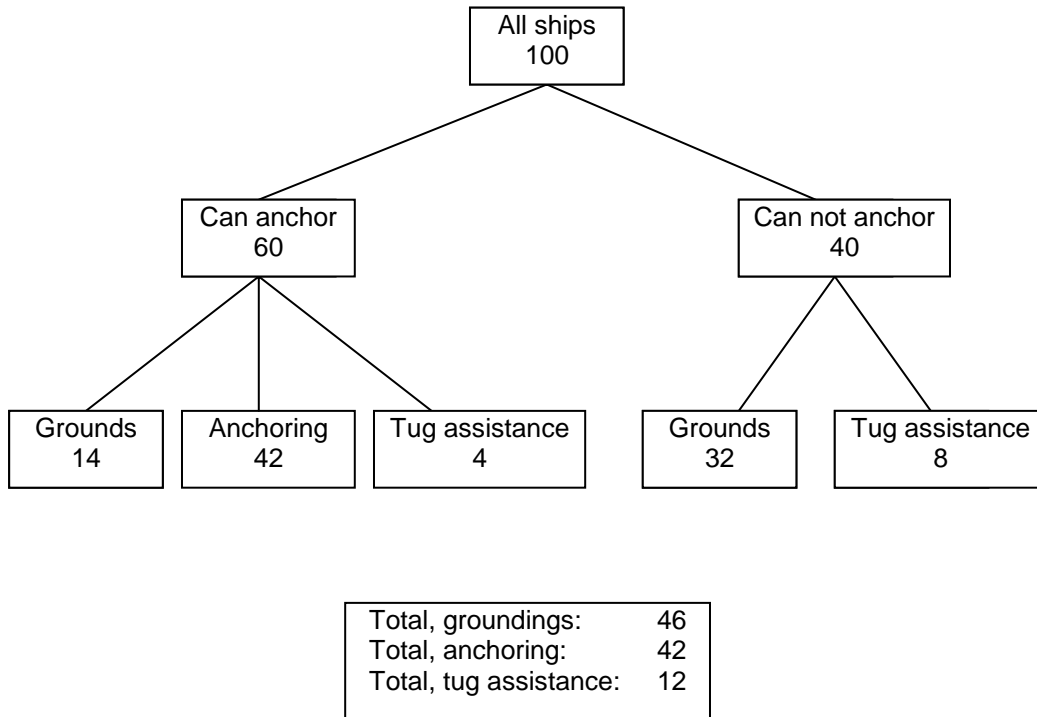 All ships
100
Can anchor
60
Can not anchor
40
Grounds
14
Anchoring
42
Tug assistance
4
Grounds
32
Tug assistance
8
Total, groundings: 46
Total, anchoring: 42
Total, tug assistance: 12